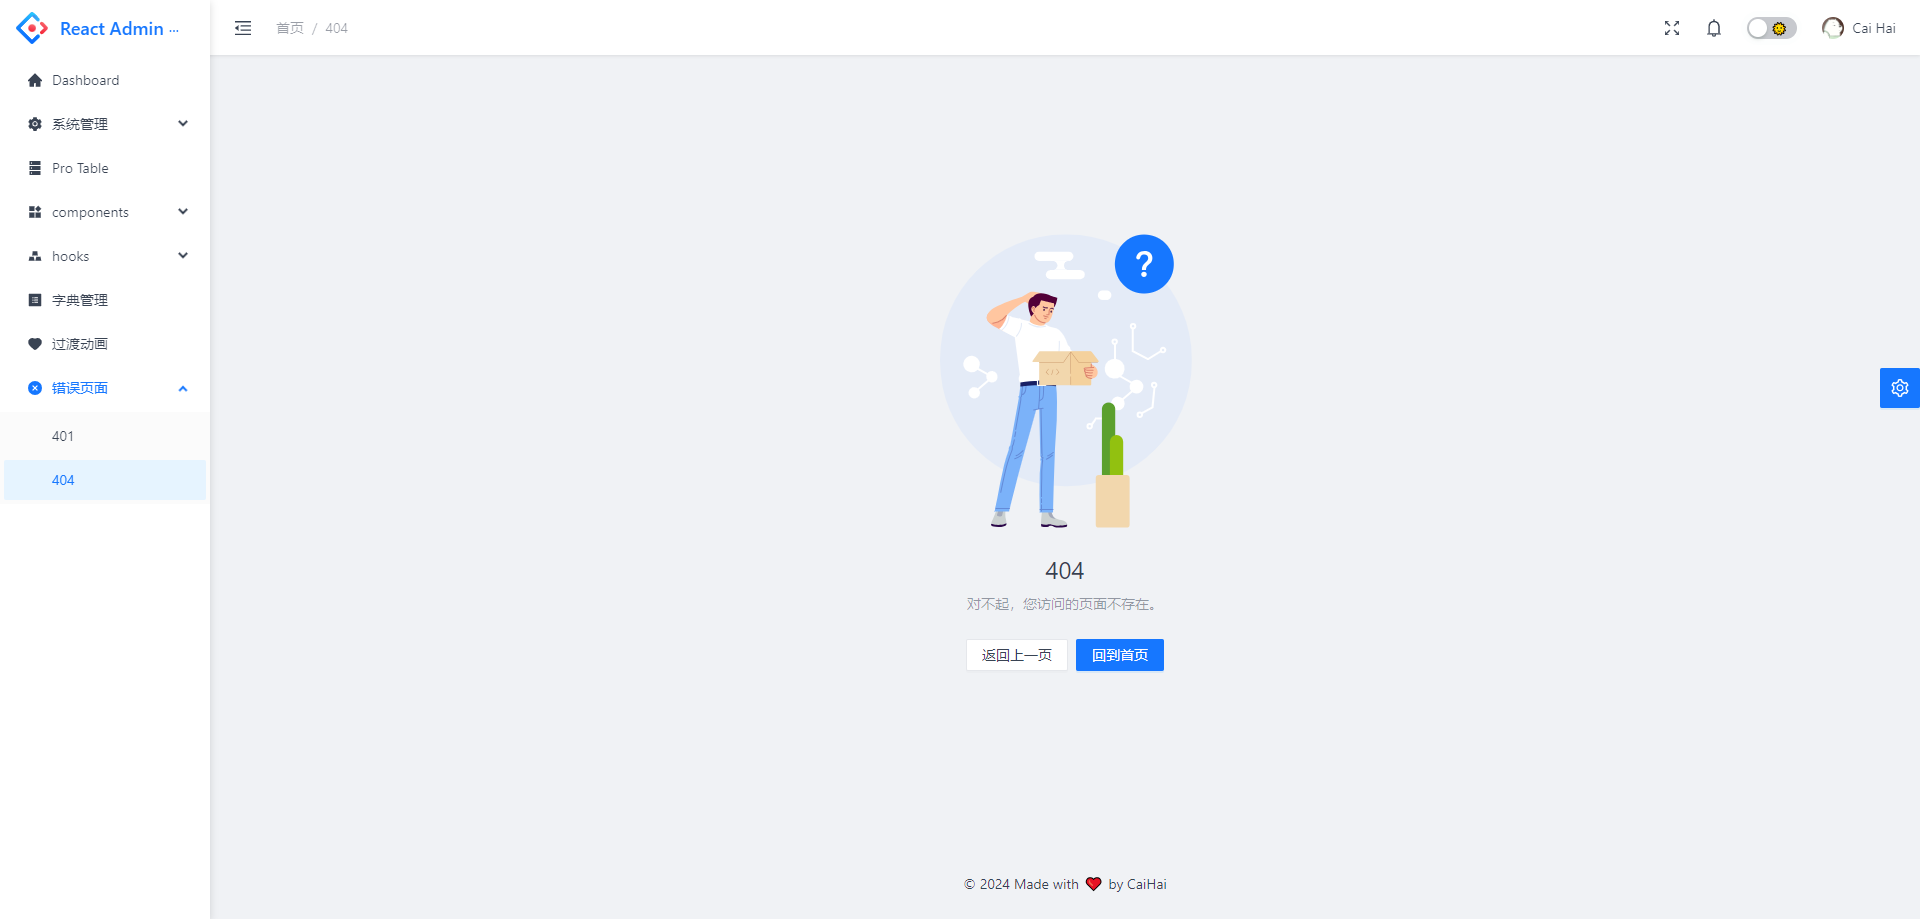 React Admin ...
首页 / 404
Cai Hai
Dashboard
系统管理
Pro Table
components
hooks
字典管理
过渡动画
错误页面
401
404
?
404
对不起，您访问的页面不存在。
返回上一页
回到首页
© 2024 Made with ❤ by CaiHai